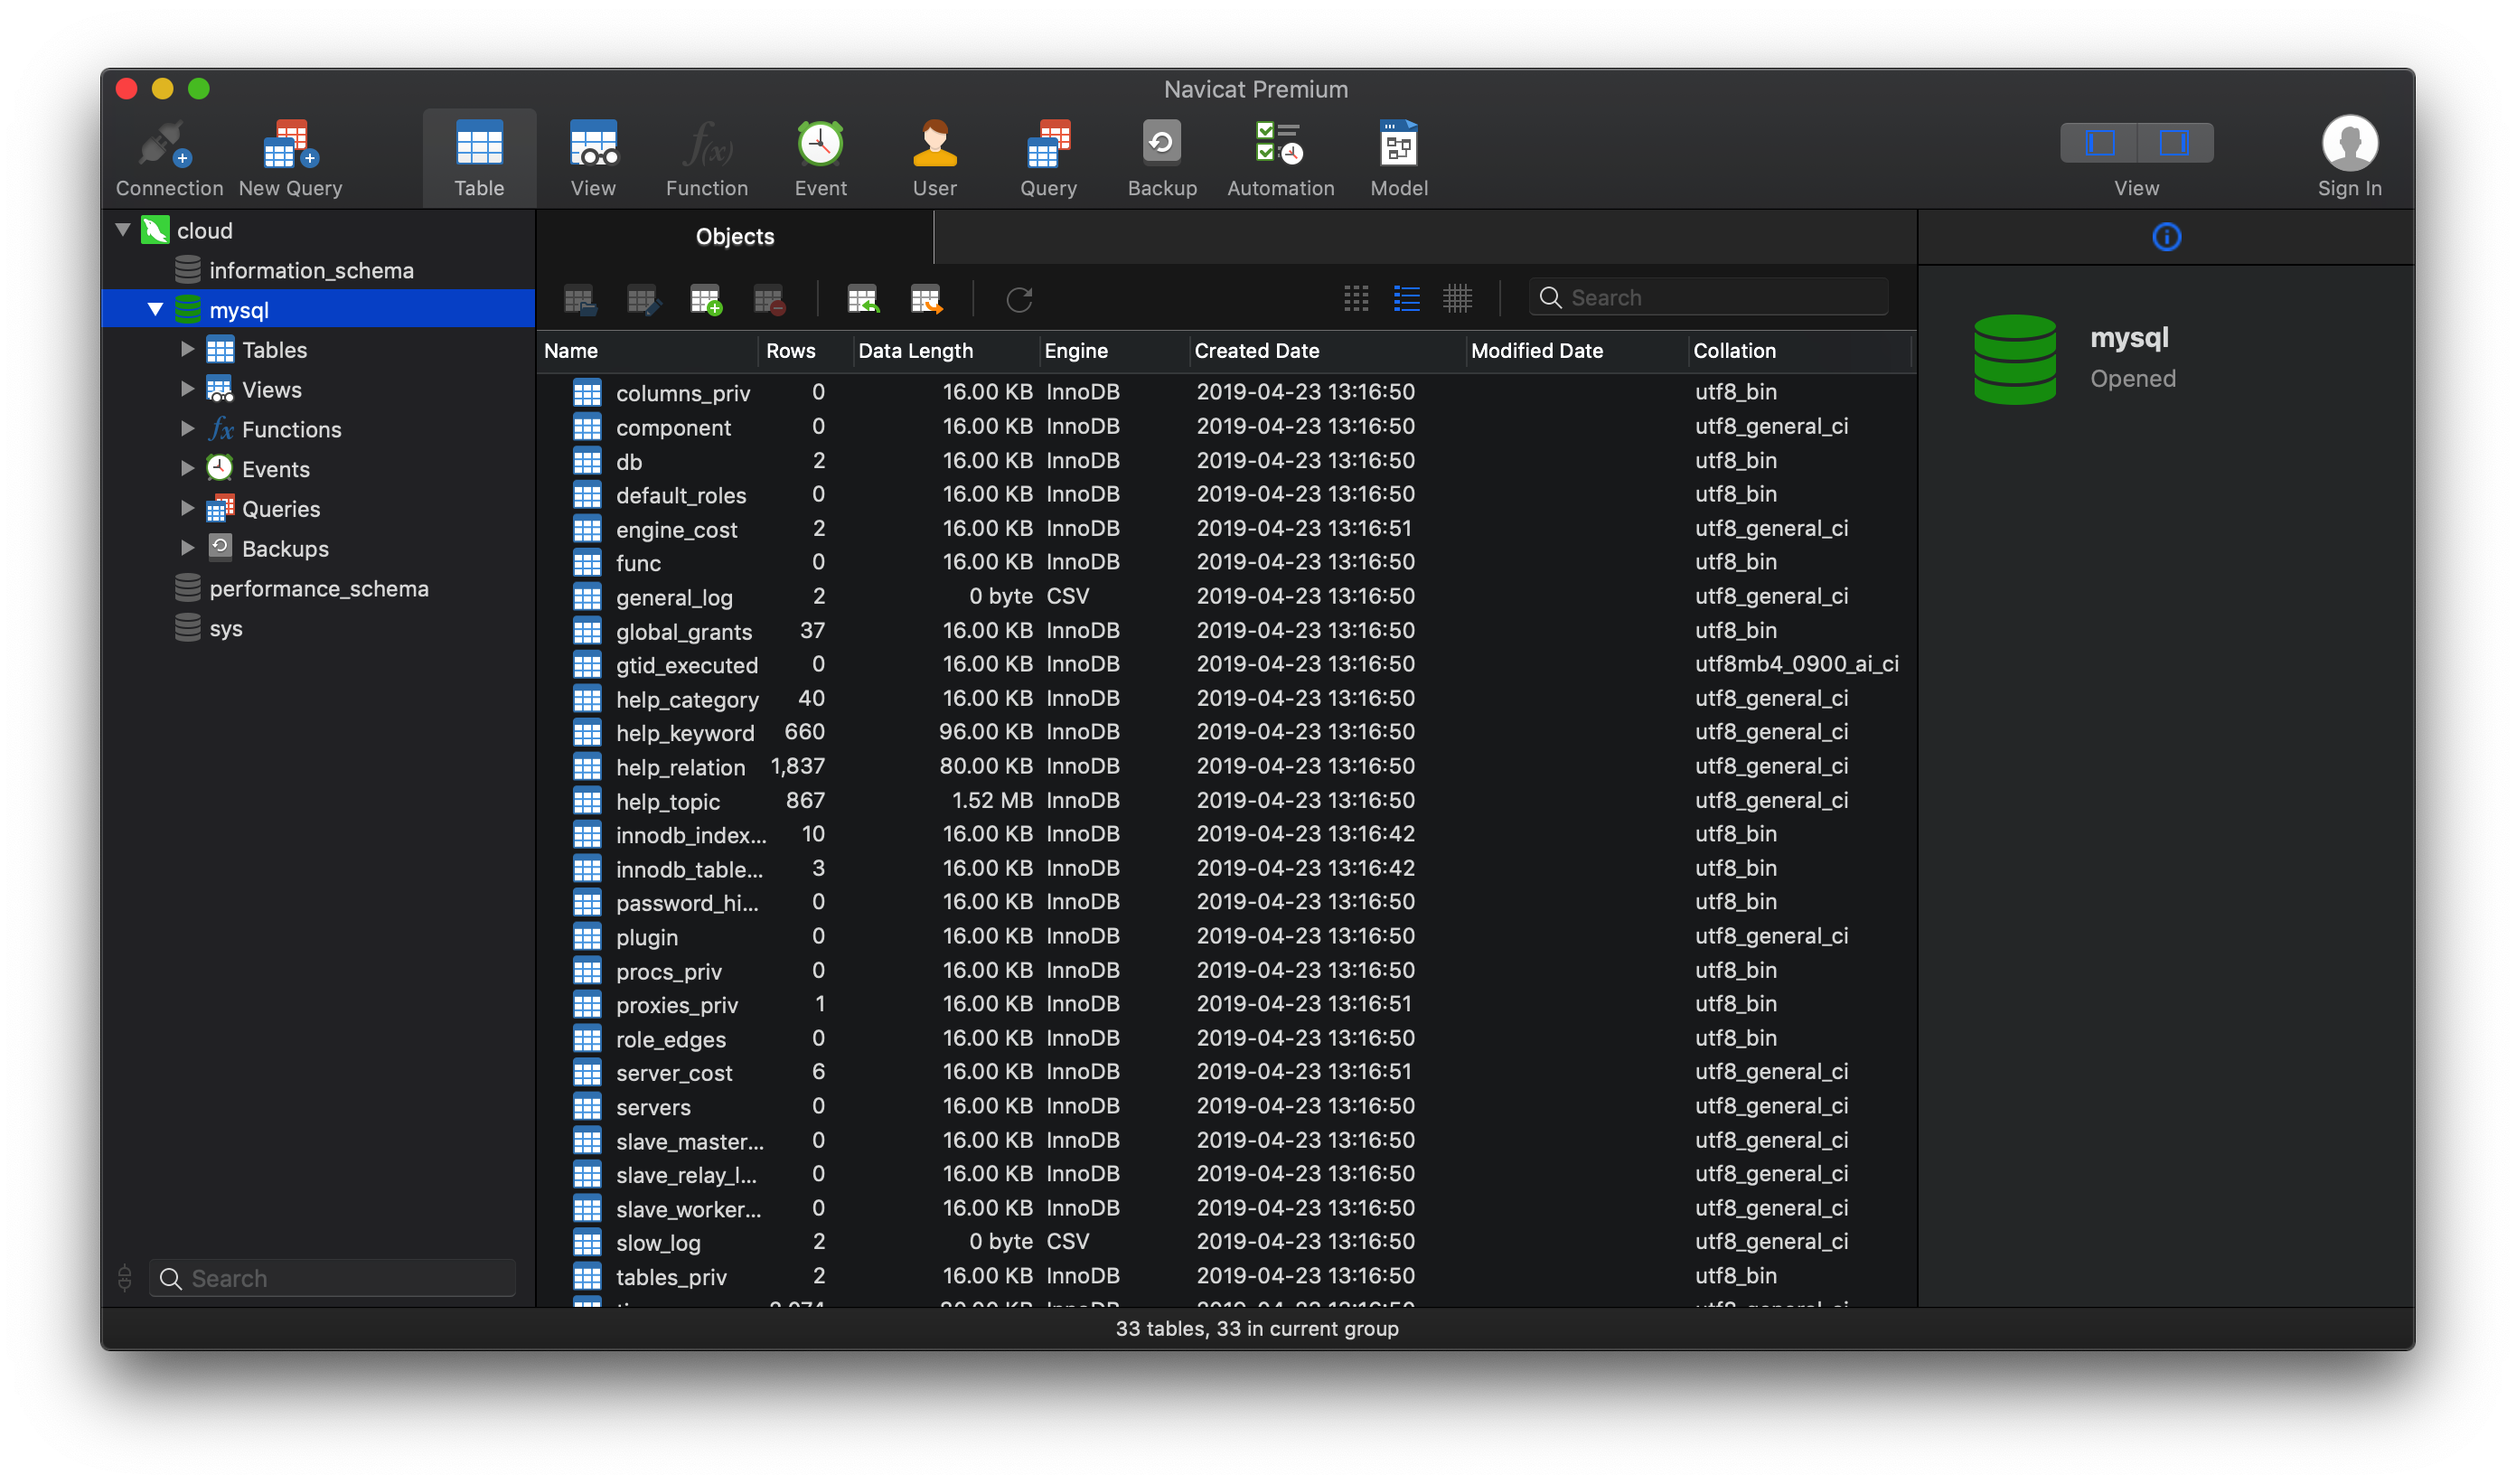 Navicat Premium
Connection New Query Table View Function Event User Query Backup Automation Model View Sign In
cloud
information_schema
mysql
Tables
Views
Functions
Events
Queries
Backups
performance_schema
sys
Search
Objects
Search
Name Rows Data Length Engine Created Date Modified Date Collation
columns_priv 0 16.00 KB InnoDB 2019-04-23 13:16:50 utf8_bin
component 0 16.00 KB InnoDB 2019-04-23 13:16:50 utf8_general_ci
db 2 16.00 KB InnoDB 2019-04-23 13:16:50 utf8_bin
default_roles 0 16.00 KB InnoDB 2019-04-23 13:16:50 utf8_bin
engine_cost 2 16.00 KB InnoDB 2019-04-23 13:16:51 utf8_general_ci
func 0 16.00 KB InnoDB 2019-04-23 13:16:50 utf8_bin
general_log 2 0 byte CSV 2019-04-23 13:16:50 utf8_general_ci
global_grants 37 16.00 KB InnoDB 2019-04-23 13:16:50 utf8_bin
gtid_executed 0 16.00 KB InnoDB 2019-04-23 13:16:50 utf8mb4_0900_ai_ci
help_category 40 16.00 KB InnoDB 2019-04-23 13:16:50 utf8_general_ci
help_keyword 660 96.00 KB InnoDB 2019-04-23 13:16:50 utf8_general_ci
help_relation 1,837 80.00 KB InnoDB 2019-04-23 13:16:50 utf8_general_ci
help_topic 867 1.52 MB InnoDB 2019-04-23 13:16:50 utf8_general_ci
innodb_index... 10 16.00 KB InnoDB 2019-04-23 13:16:42 utf8_bin
innodb_table... 3 16.00 KB InnoDB 2019-04-23 13:16:42 utf8_bin
password_hi... 0 16.00 KB InnoDB 2019-04-23 13:16:50 utf8_bin
plugin 0 16.00 KB InnoDB 2019-04-23 13:16:50 utf8_general_ci
procs_priv 0 16.00 KB InnoDB 2019-04-23 13:16:50 utf8_bin
proxies_priv 1 16.00 KB InnoDB 2019-04-23 13:16:51 utf8_bin
role_edges 0 16.00 KB InnoDB 2019-04-23 13:16:50 utf8_bin
server_cost 6 16.00 KB InnoDB 2019-04-23 13:16:51 utf8_general_ci
servers 0 16.00 KB InnoDB 2019-04-23 13:16:50 utf8_general_ci
slave_master... 0 16.00 KB InnoDB 2019-04-23 13:16:50 utf8_general_ci
slave_relay_l... 0 16.00 KB InnoDB 2019-04-23 13:16:50 utf8_general_ci
slave_worker... 0 16.00 KB InnoDB 2019-04-23 13:16:50 utf8_general_ci
slow_log 2 0 byte CSV 2019-04-23 13:16:50 utf8_general_ci
tables_priv 2 16.00 KB InnoDB 2019-04-23 13:16:50 utf8_bin
mysql
Opened
33 tables, 33 in current group